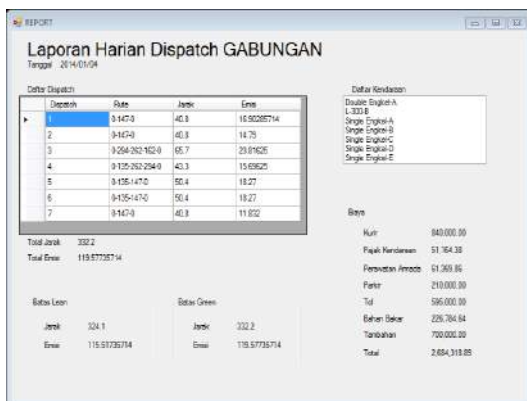 REPORT
Laporan Harian Dispatch GABUNGAN
Tanggal 2014/01/04
Daftar Dispatch
Dispatch Rute Jarak Emisi
1 0-147-0 40.8 16.90285714
2 0-147-0 40.8 14.79
3 0-294-262-162-0 65.7 23.81625
4 0-135-262-294-0 43.3 15.69625
5 0-135-147-0 50.4 18.27
6 0-135-147-0 50.4 18.27
7 0-147-0 40.8 11.832
Total Jarak 332.2
Total Emisi 119.57735714
Batas Lean
Jarak 324.1
Emisi 115.51735714
Batas Green
Jarak 332.2
Emisi 119.57735714
Daftar Kendaraan
Double Engkel-A
L-300-B
Single Engkel-A
Single Engkel-B
Single Engkel-C
Single Engkel-D
Single Engkel-E
Biaya
Kurir 840,000.00
Pajak Kendaraan 51,164.38
Perawatan Armada 61,369.86
Parkir 210,000.00
Tol 595,000.00
Bahan Bakar 226,784.64
Tambahan 700,000.00
Total 2,684,318.89